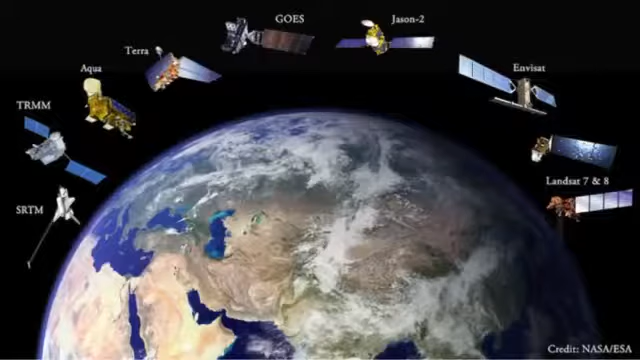 GOES
Jason-2
Terra
Envisat
Aqua
TRMM
Landsat 7 & 8
SRTM
Credit: NASA/ESA